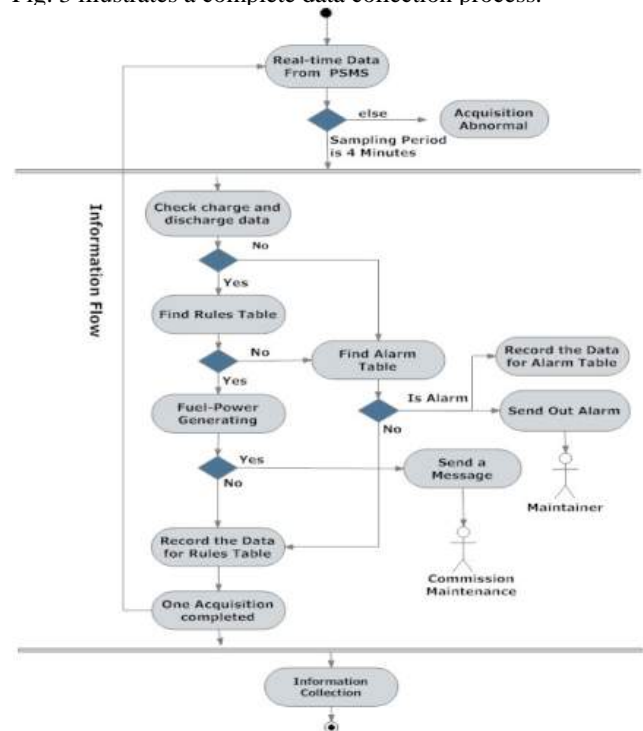 Fig. 3 illustrates a complete data collection process.
Real-time Data
From PSMS
else
Acquisition
Abnormal
Sampling Period
is 4 Minutes
Information Flow
Check charge and
discharge data
No
Yes
Find Rules Table
No
Find Alarm
Table
Record the Data
for Alarm Table
Yes
Is Alarm
Fuel-Power
Generating
No
Send Out Alarm
Yes
Send a
Message
No
Maintainer
Record the Data
for Rules Table
Commission
Maintenance
One Acquisition
completed
Information
Collection